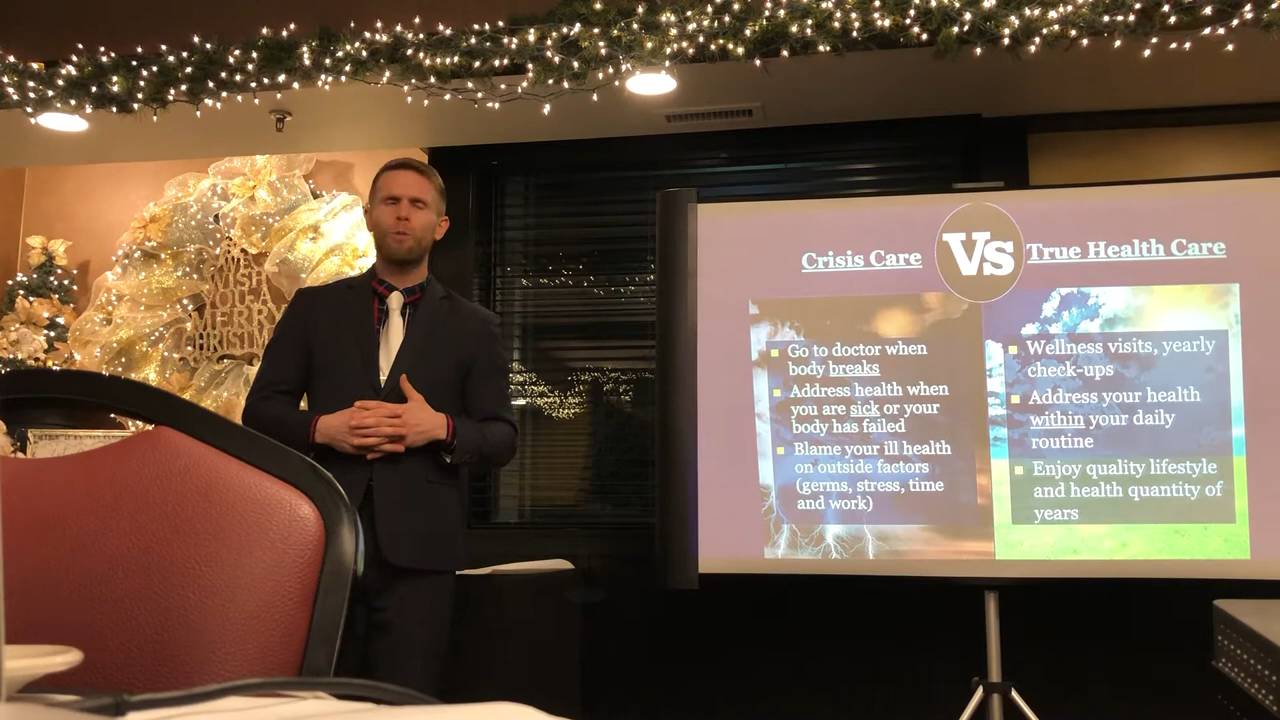 WISH
YOU A
MERRY
CHRISTMAS
Crisis Care
Vs
True Health Care
Go to doctor when
body breaks
Address health when
you are sick or your
body has failed
Blame your ill health
on outside factors
(germs, stress, time
and work)
Wellness visits, yearly
check-ups
Address your health
within your daily
routine
Enjoy quality lifestyle
and health quantity of
years